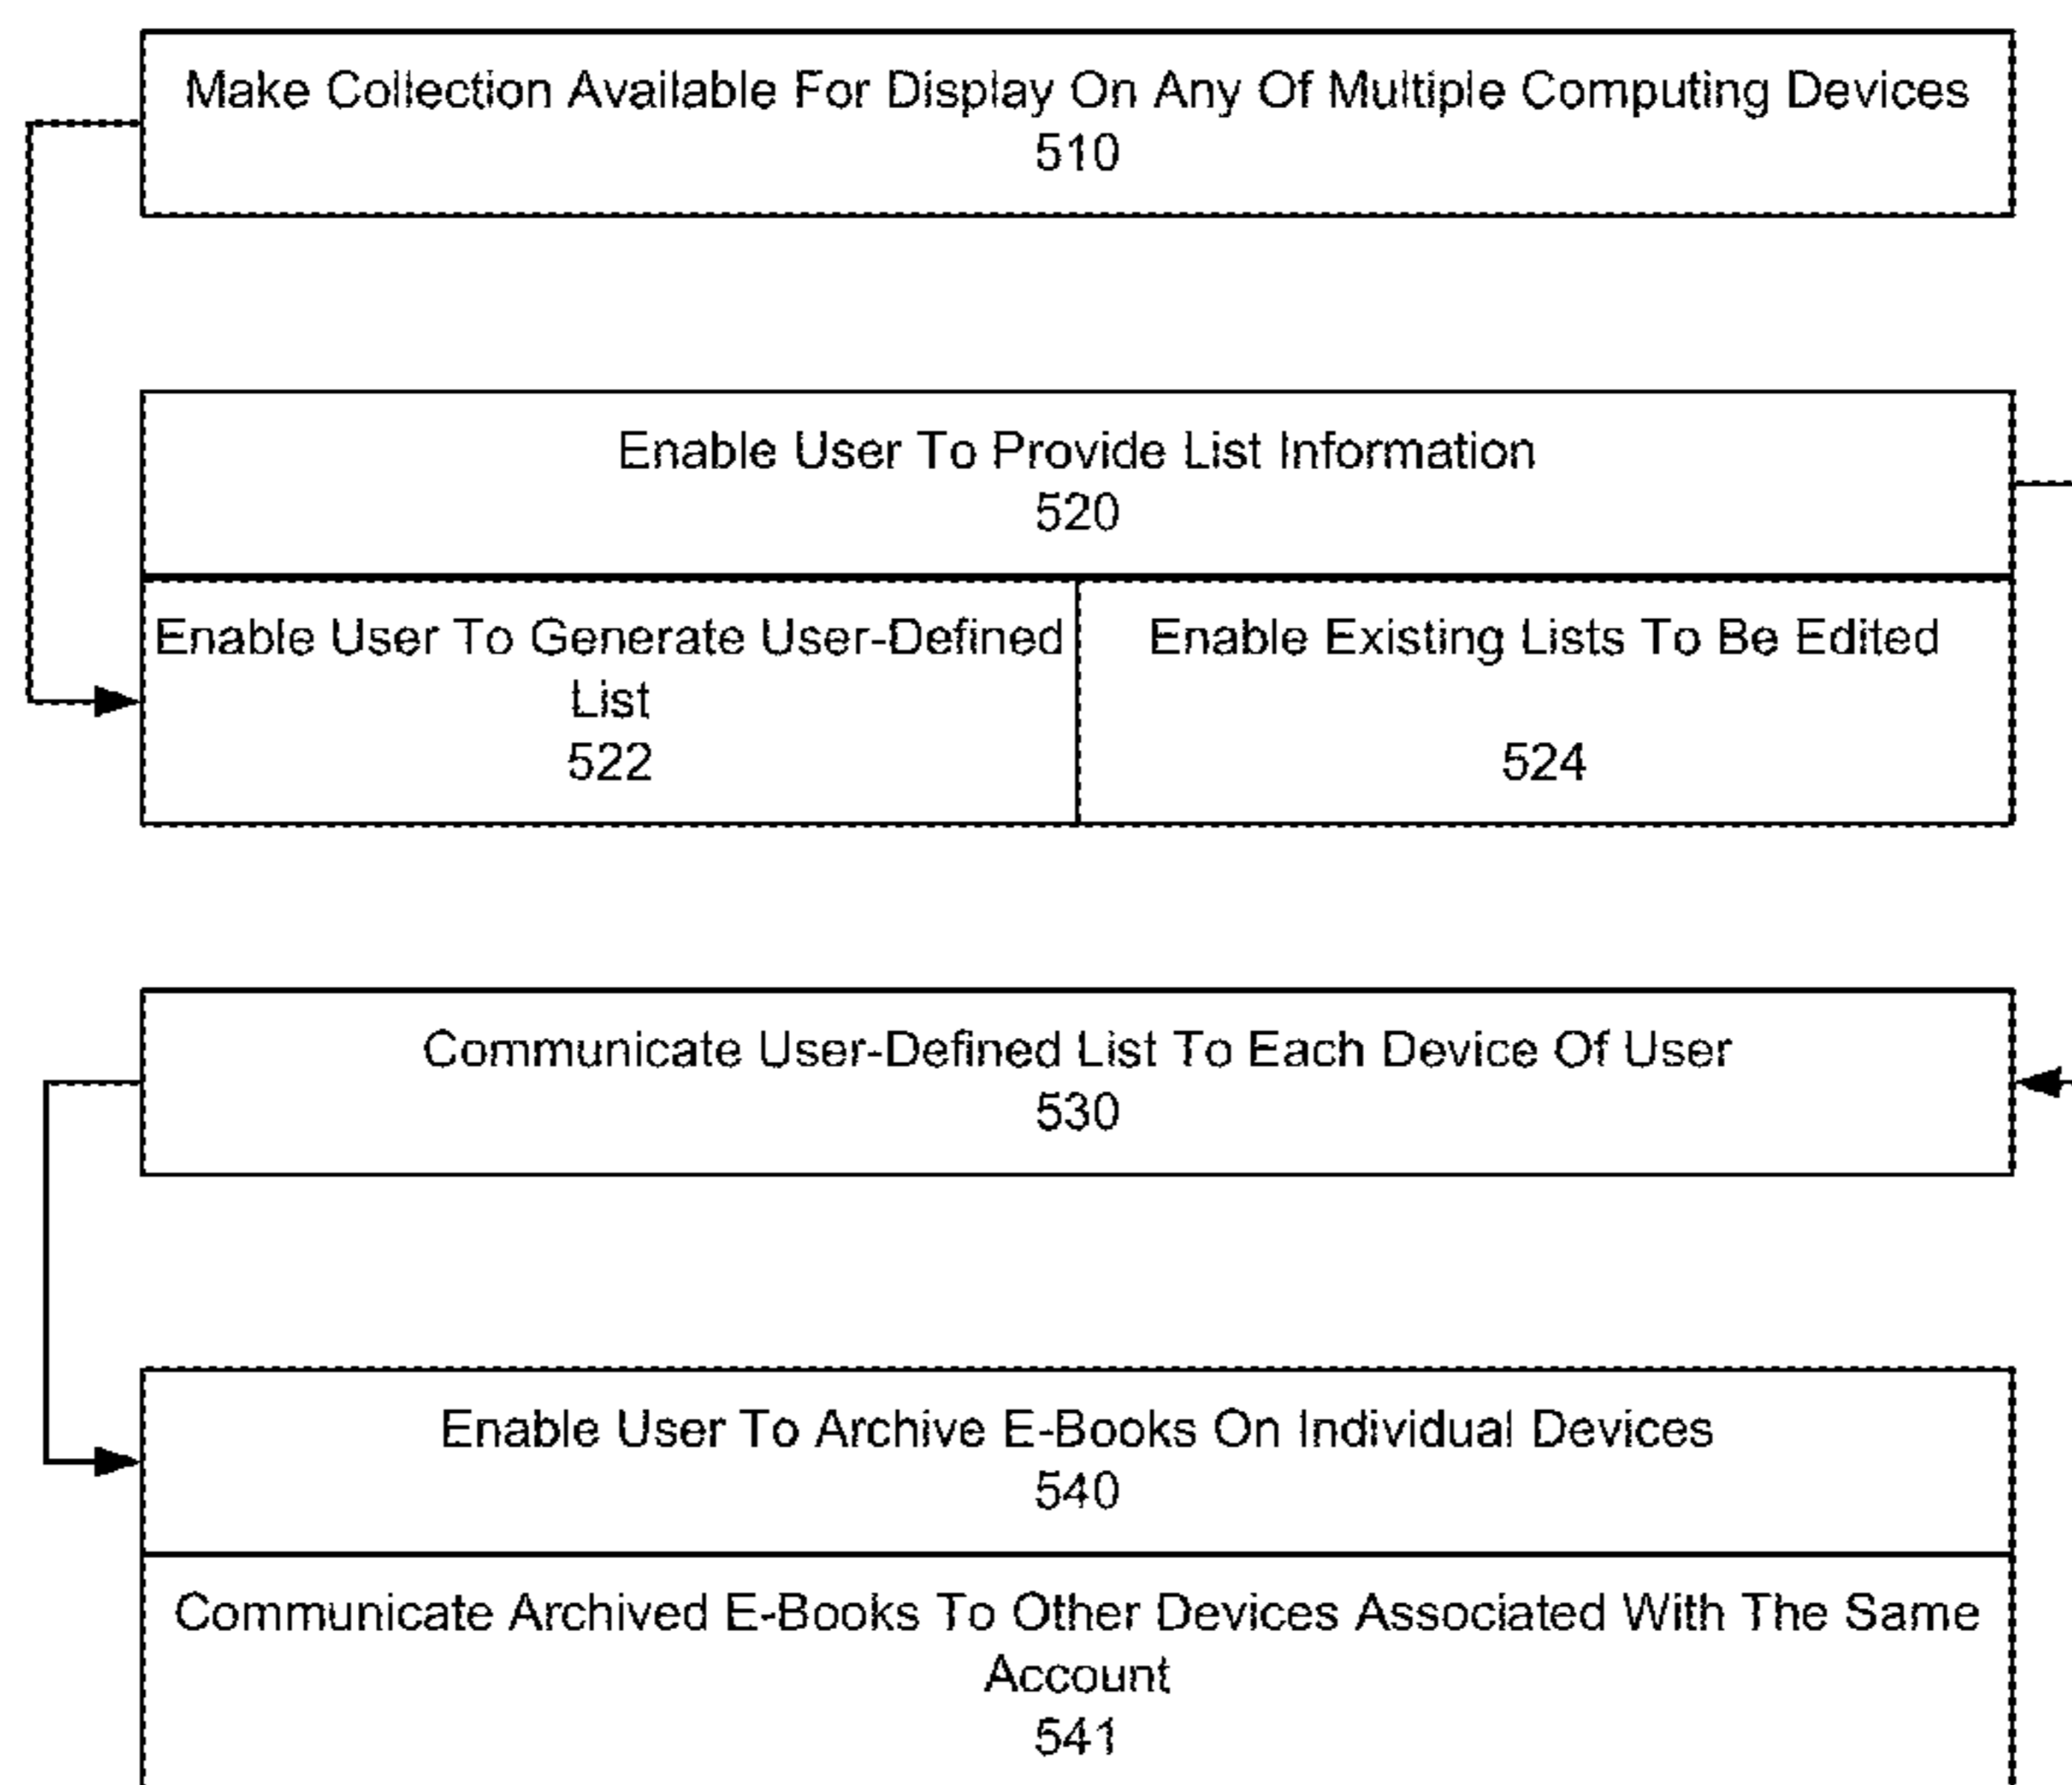 Make Collection Available For Display On Any Of Multiple Computing Devices
510
Enable User To Provide List Information
520
Enable User To Generate User-Defined
List
522
Enable Existing Lists To Be Edited
524
Communicate User-Defined List To Each Device Of User
530
Enable User To Archive E-Books On Individual Devices
540
Communicate Archived E-Books To Other Devices Associated With The Same
Account
541